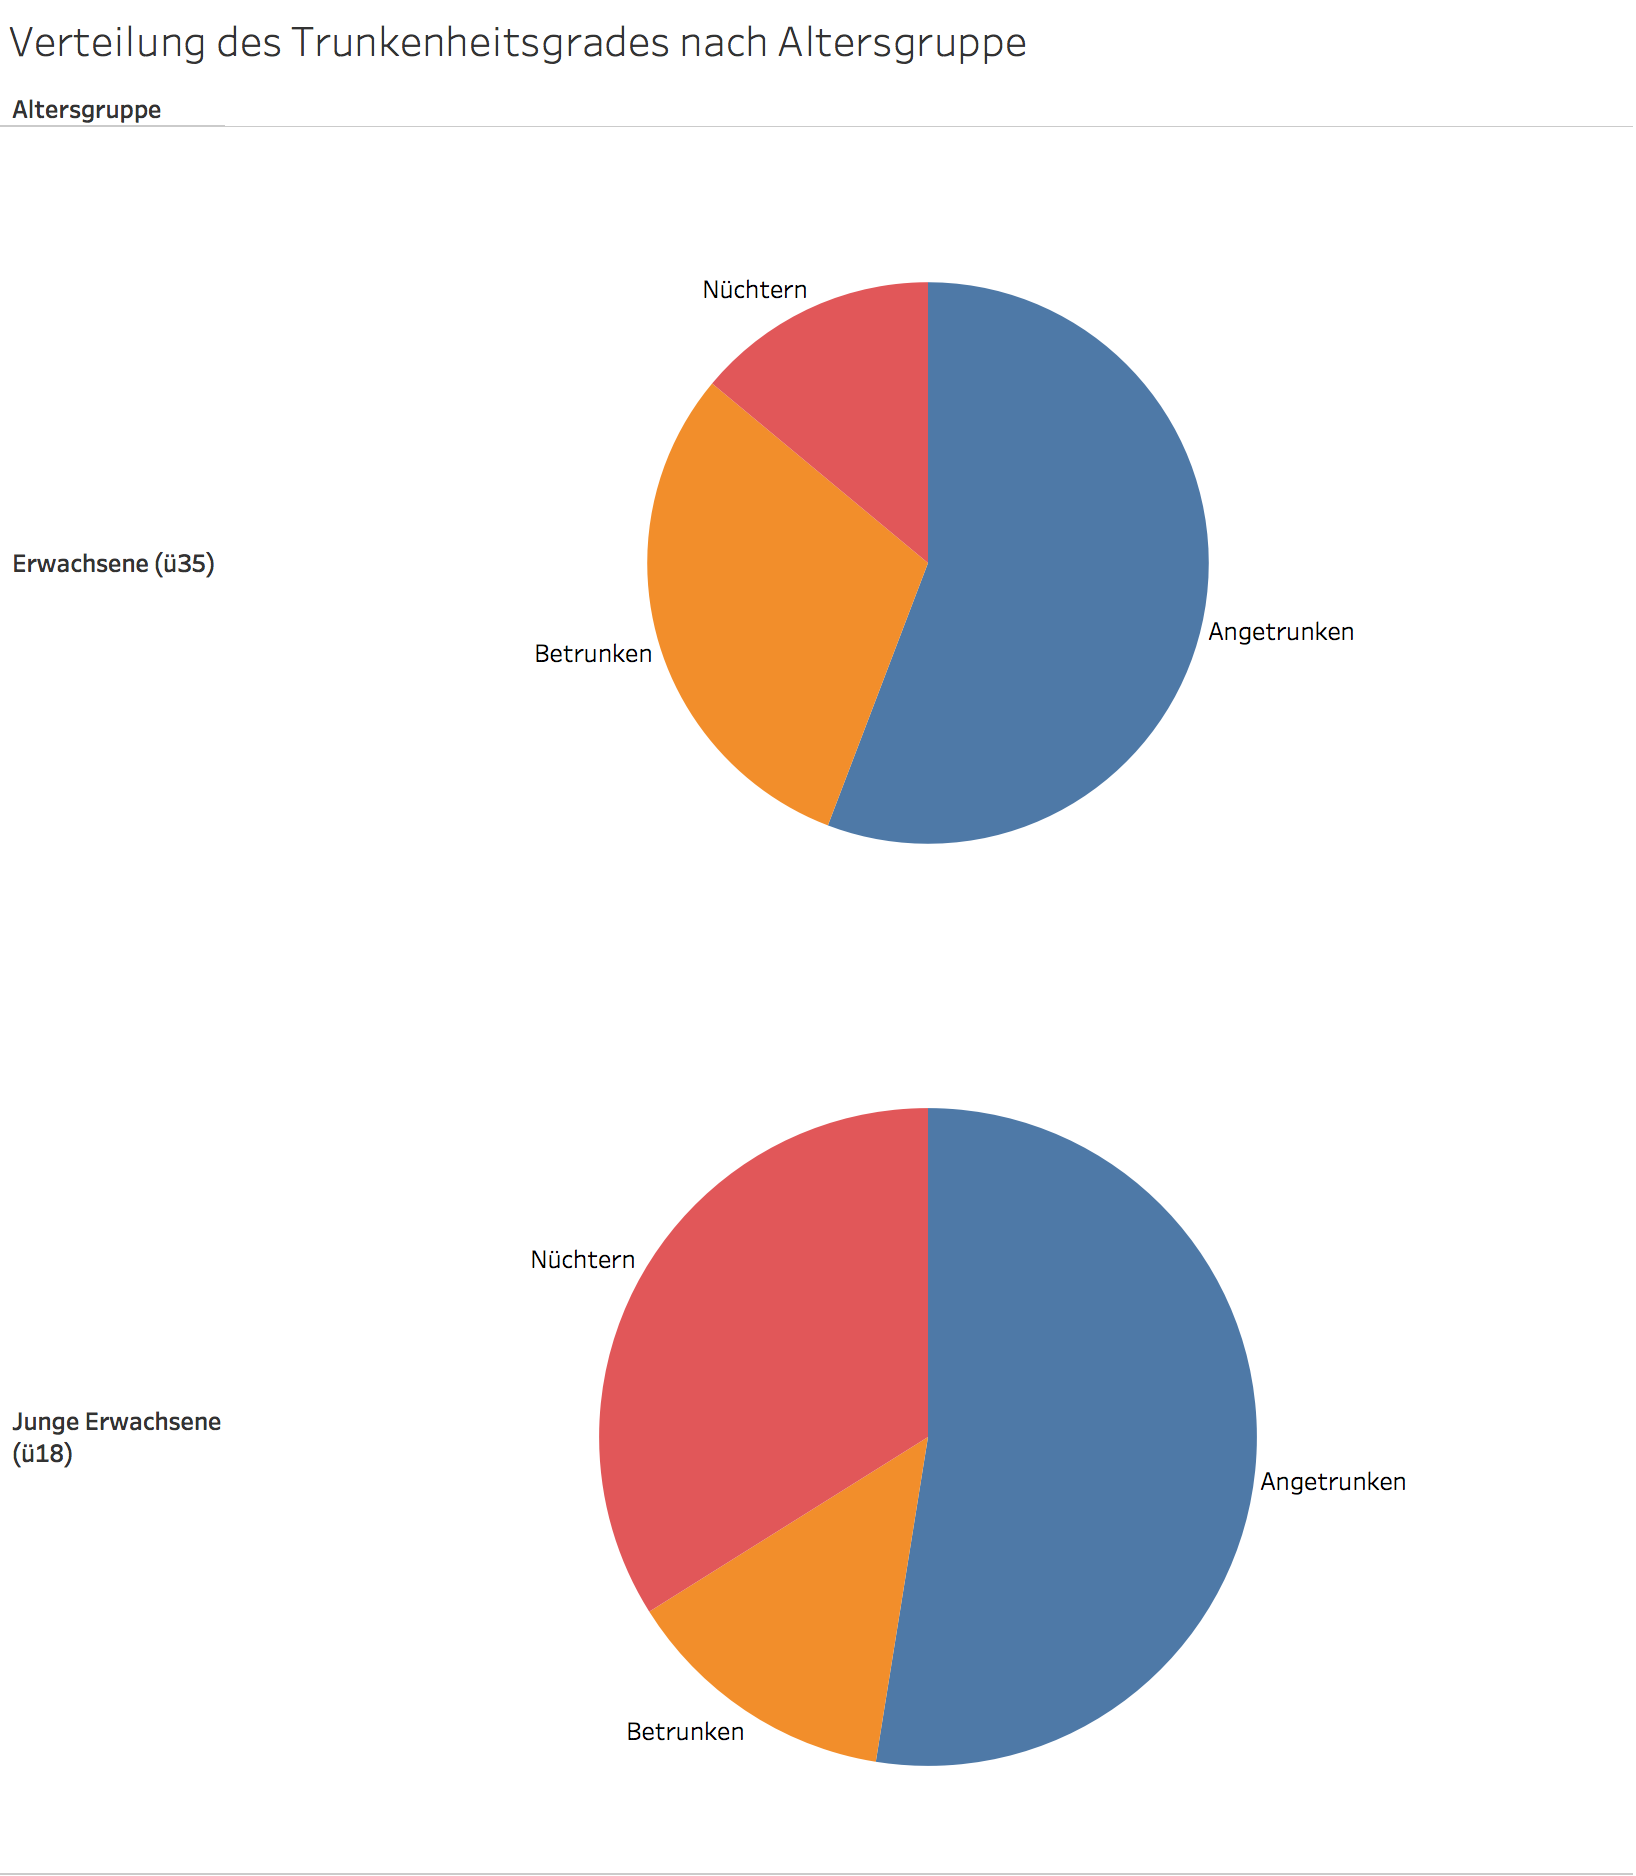 Verteilung des Trunkenheitsgrades nach Altersgruppe
Altersgruppe
Nüchtern
Erwachsene (ü35)
Angetrunken
Betrunken
Nüchtern
Junge Erwachsene
(ü18)
Angetrunken
Betrunken